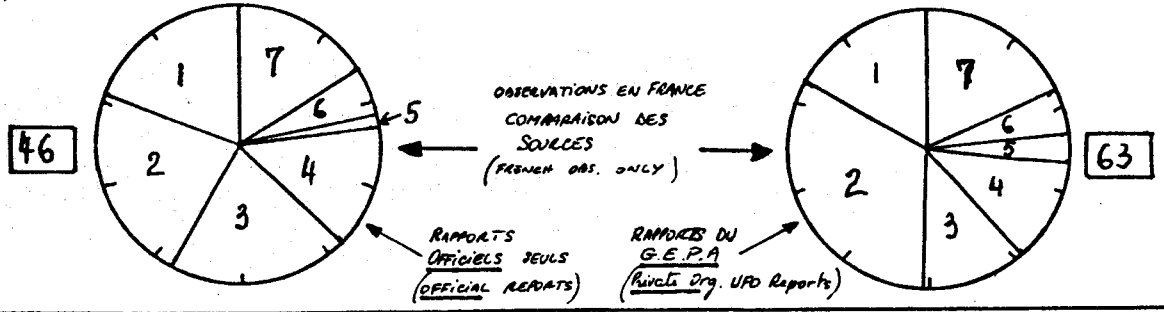 1
7
6
5
2
4
3
46
OBSERVATIONS EN FRANCE
COMPARAISON DES
SOURCES
(FRENCH OBS. ONLY)
RAPPORTS
OFFICIELS SEULS
(OFFICIAL REPORTS)
RAPPORTS DU
G.E.P.A
(Private Org. UFO Reports)
1
7
6
5
2
4
3
63